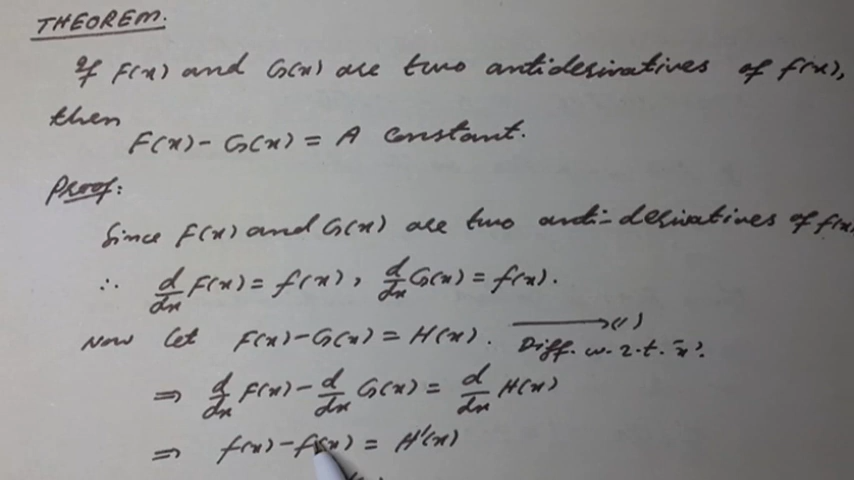 THEOREM.
If F(x) and G(x) are two antiderivatives of f(x),
then
F(x) - G(x) = A constant.
Proof:
Since F(x) and G(x) are two anti-derivatives of f(x)
∴ d/dx F(x) = f(x), d/dx G(x) = f(x).
Now let F(x) - G(x) = H(x). ⟶ (1)
Diff. w.r.t. 'x'.
⇒ d/dx F(x) - d/dx G(x) = d/dx H(x)
⇒ f(x) - f(x) = H'(x)